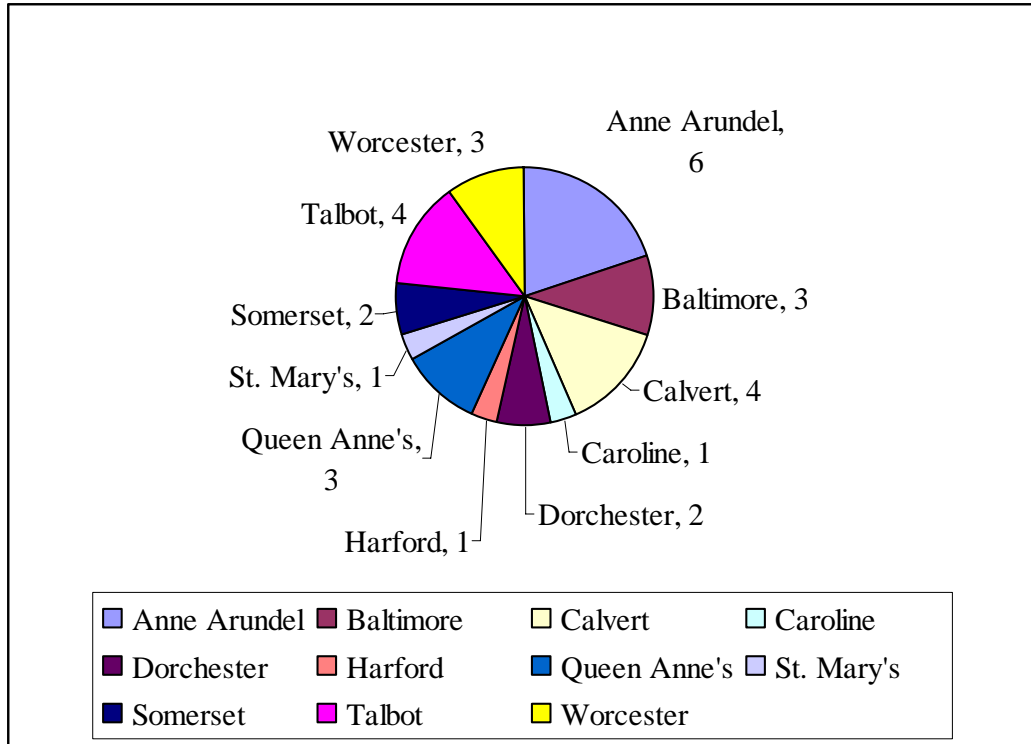 Anne Arundel,
6
Worcester, 3
Talbot, 4
Baltimore, 3
Somerset, 2
St. Mary's, 1
Calvert, 4
Queen Anne's,
3
Caroline, 1
Dorchester, 2
Harford, 1
Anne Arundel Baltimore Calvert Caroline
Dorchester Harford Queen Anne's St. Mary's
Somerset Talbot Worcester